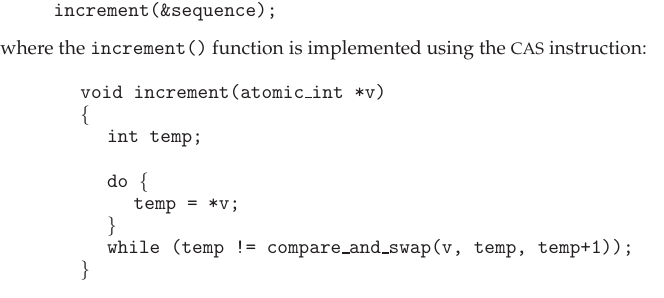 increment(&sequence);
where the increment() function is implemented using the CAS instruction:
void increment(atomic_int *v)
{
int temp;
do {
temp = *v;
}
while (temp != compare_and_swap(v, temp, temp+1));
}